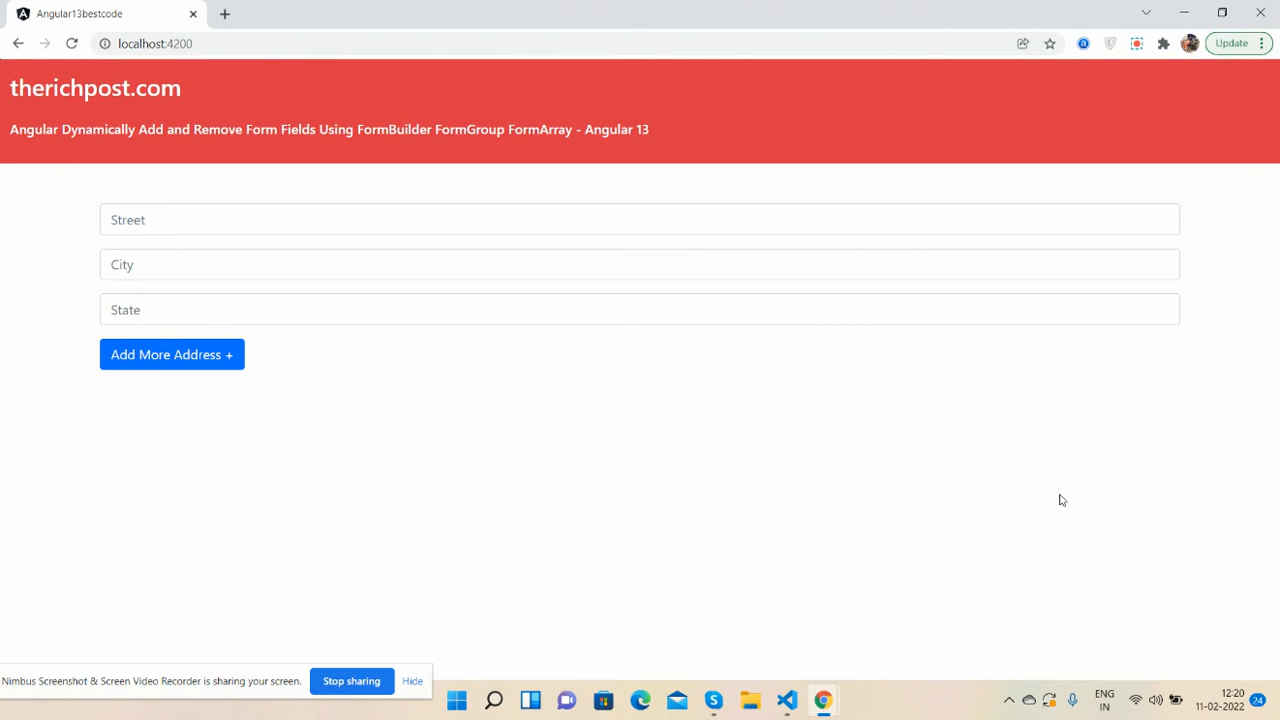 Angular13bestcode
localhost:4200
Update
therichpost.com
Angular Dynamically Add and Remove Form Fields Using FormBuilder FormGroup FormArray - Angular 13
Street
City
State
Add More Address +
Nimbus Screenshot & Screen Video Recorder is sharing your screen.
Stop sharing
Hide
ENG
IN
12:20
11-02-2022
24